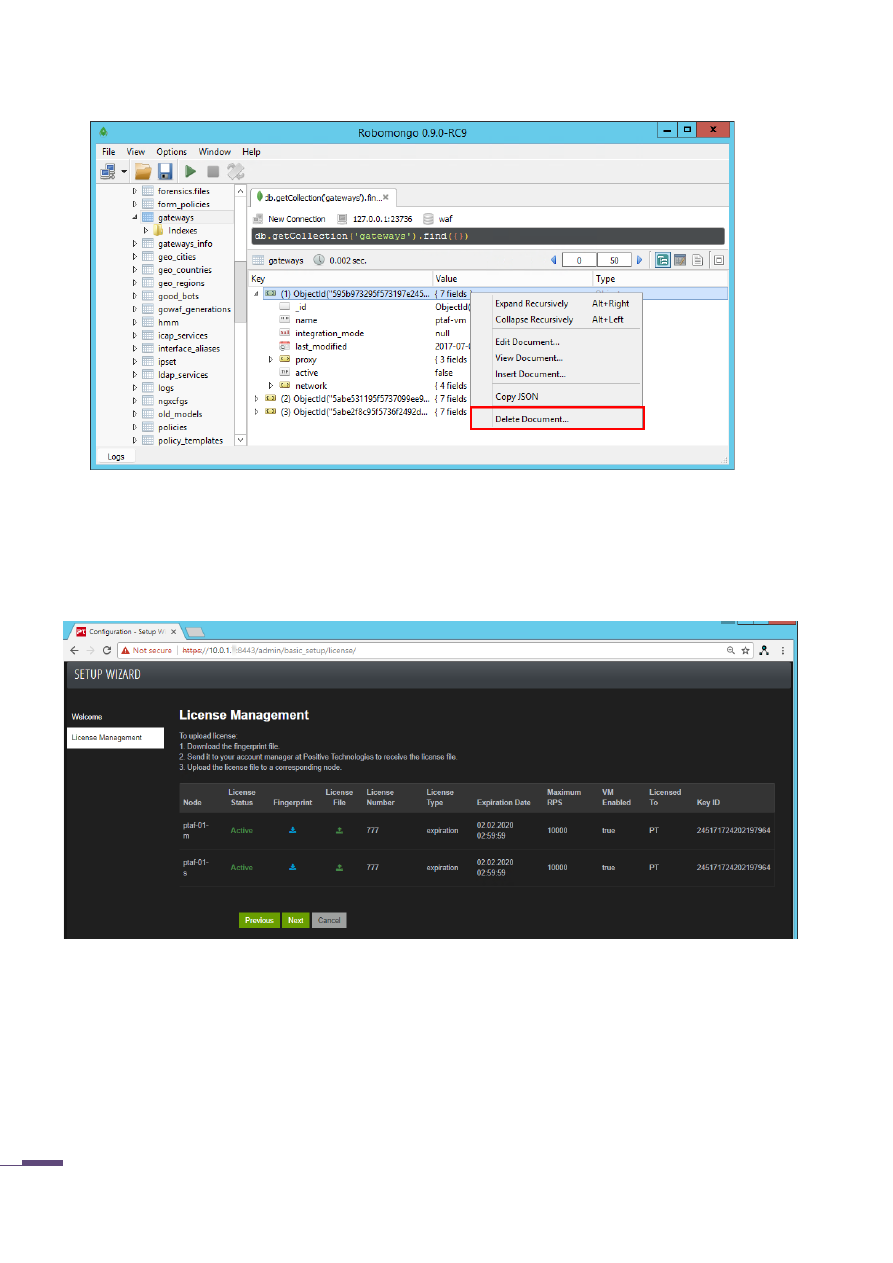 Robomongo 0.9.0-RC9
File View Options Window Help
forensics.files
form_policies
gateways
Indexes
gateways_info
geo_cities
geo_countries
geo_regions
good_bots
gowaf_generations
hmm
icap_services
interface_aliases
ipset
ldap_services
logs
ngxcfgs
old_models
policies
policy_templates
db.getCollection('gateways').fin...
New Connection 127.0.0.1:23736 waf
db.getCollection('gateways').find({})
gateways 0.002 sec. 0 50
Key Value Type
(1) ObjectId("595b973295f573197e245... { 7 fields }
_id ObjectId(
name ptaf-vm
integration_mode null
last_modified 2017-07-0
proxy { 3 fields
active false
network { 4 fields
(2) ObjectId("5abe531195f5737099ee9... { 7 fields
(3) ObjectId("5abe2f8c95f5736f2492d... { 7 fields
Expand Recursively Alt+Right
Collapse Recursively Alt+Left
Edit Document...
View Document...
Insert Document...
Copy JSON
Delete Document...
Logs
Configuration - Setup Wi
Not secure https://10.0.1. 8443/admin/basic_setup/license/
SETUP WIZARD
Welcome
License Management
License Management
To upload license:
1. Download the fingerprint file.
2. Send it to your account manager at Positive Technologies to receive the license file.
3. Upload the license file to a corresponding node.
Node License Status Fingerprint License File License Number License Type Expiration Date Maximum RPS VM Enabled Licensed To Key ID
ptaf-01-m Active 777 expiration 02.02.2020 02:59:59 10000 true PT 245171724202197964
ptaf-01-s Active 777 expiration 02.02.2020 02:59:59 10000 true PT 245171724202197964
Previous Next Cancel